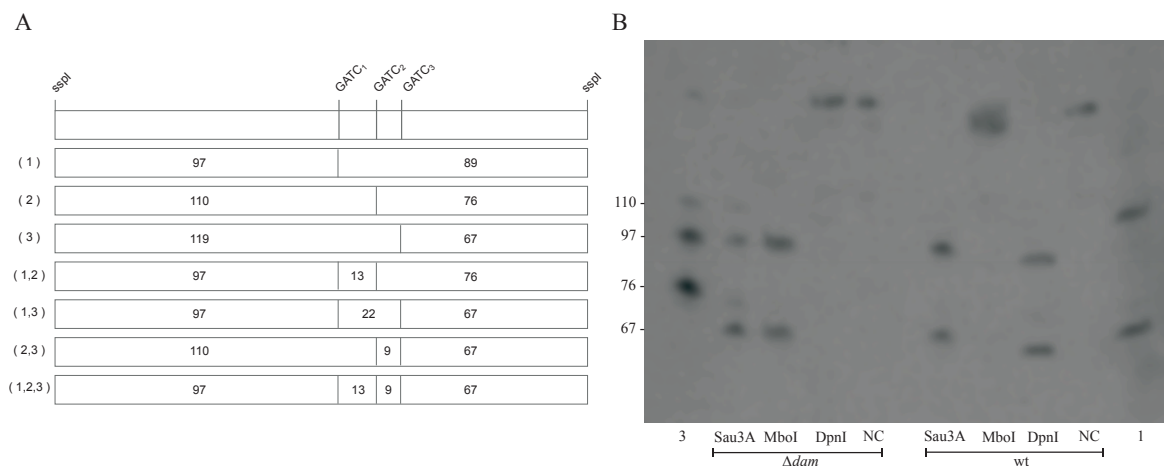 A
B
sspI
GATC₁
GATC₂
GATC₃
sspI
( 1 ) 97 89
( 2 ) 110 76
( 3 ) 119 67
( 1,2 ) 97 13 76
( 1,3 ) 97 22 67
( 2,3 ) 110 9 67
( 1,2,3 ) 97 13 9 67
110
97
76
67
3 Sau3A MboI DpnI NC Sau3A MboI DpnI NC 1
Δdam wt